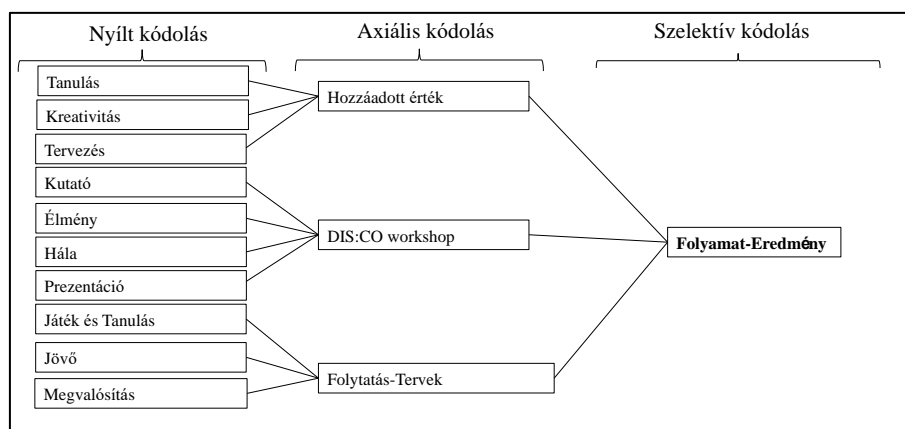 Nyílt kódolás
Axiális kódolás
Szelektív kódolás
Tanulás
Kreativitás
Tervezés
Kutató
Élmény
Hála
Prezentáció
Játék és Tanulás
Jövő
Megvalósítás
Hozzáadott érték
DIS:CO workshop
Folytatás-Tervek
Folyamat-Eredmény